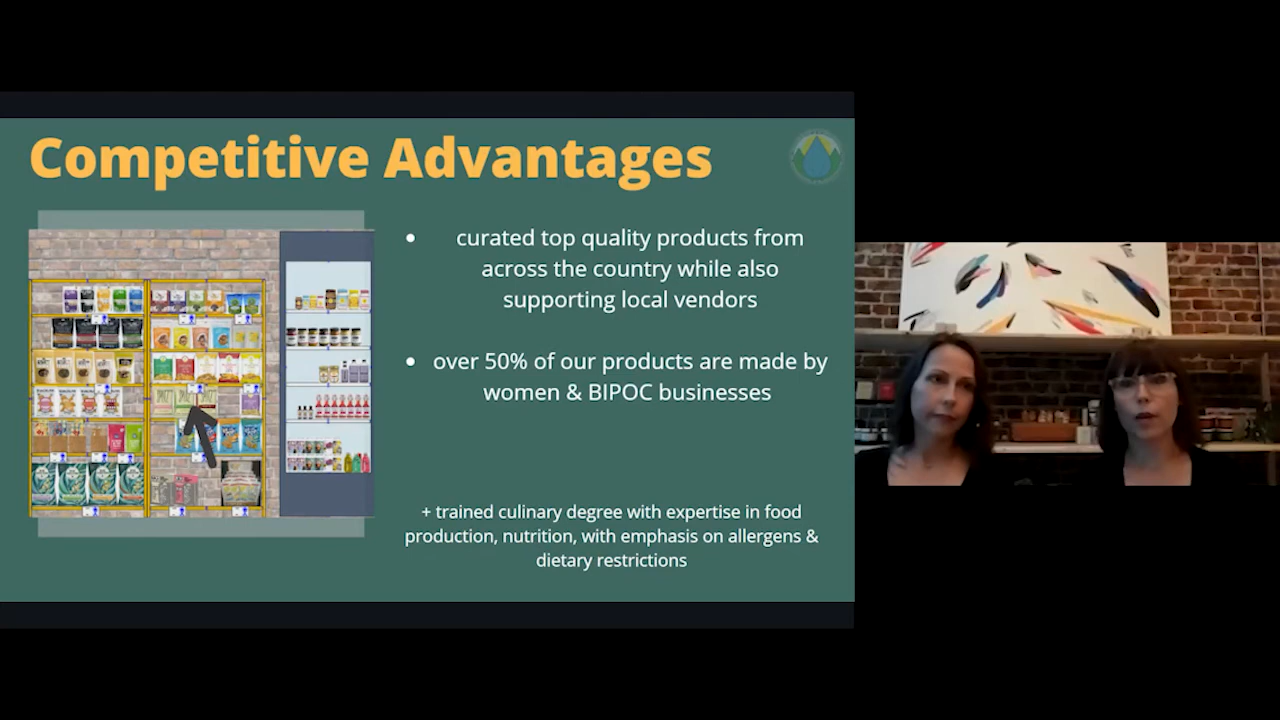 Competitive Advantages
• curated top quality products from
across the country while also
supporting local vendors
• over 50% of our products are made by
women & BIPOC businesses
+ trained culinary degree with expertise in food
production, nutrition, with emphasis on allergens &
dietary restrictions